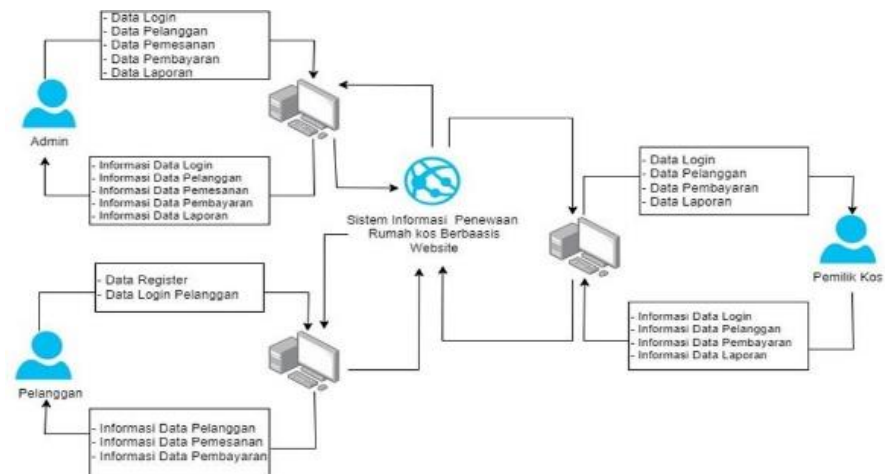 - Data Login
- Data Pelanggan
- Data Pemesanan
- Data Pembayaran
- Data Laporan
Admin
- Informasi Data Login
- Informasi Data Pelanggan
- Informasi Data Pemesanan
- Informasi Data Pembayaran
- Informasi Data Laporan
Sistem Informasi Penewaan
Rumah kos Berbaasis
Website
- Data Login
- Data Pelanggan
- Data Pembayaran
- Data Laporan
Pemilik Kos
- Informasi Data Login
- Informasi Data Pelanggan
- Informasi Data Pembayaran
- Informasi Data Laporan
- Data Register
- Data Login Pelanggan
Pelanggan
- Informasi Data Pelanggan
- Informasi Data Pemesanan
- Informasi Data Pembayaran